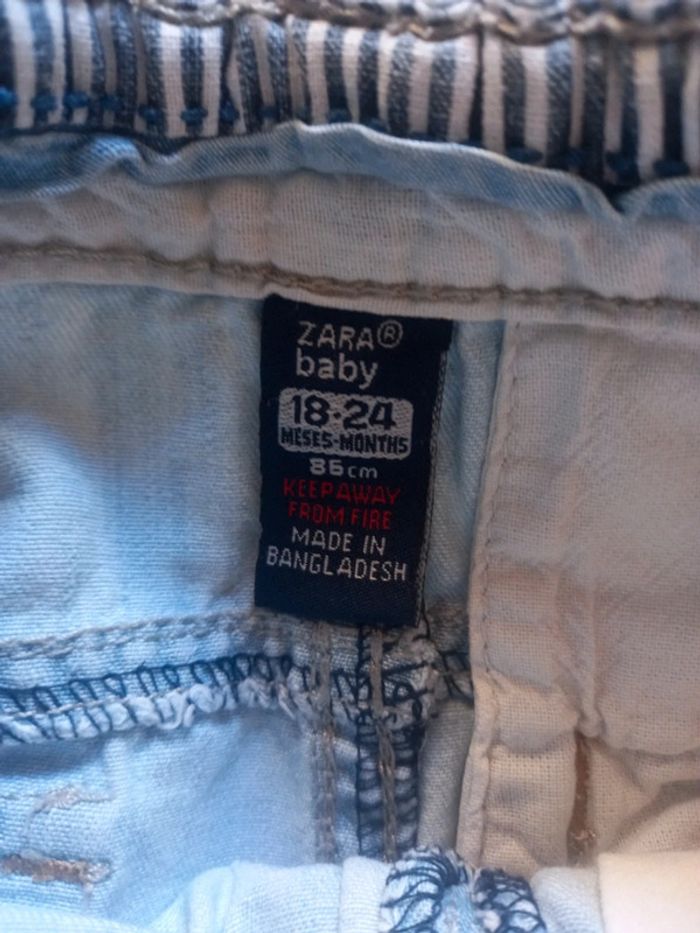 ZARA®
baby
18-24
MESES-MONTHS
86cm
KEEP AWAY
FROM FIRE
MADE IN
BANGLADESH